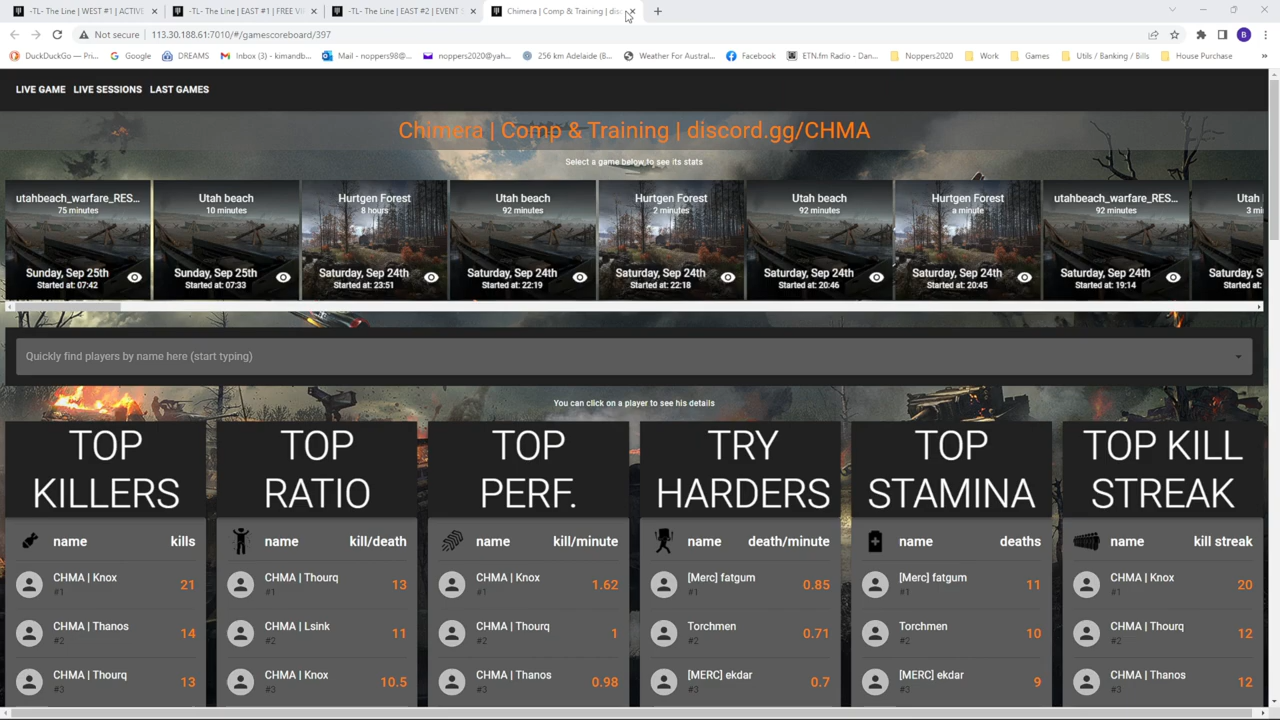 -TL- The Line | WEST #1 | ACTIVE
-TL- The Line | EAST #1 | FREE VIP
-TL- The Line | EAST #2 | EVENT S
Chimera | Comp & Training | dis
Not secure
113.30.188.61:7010/#/gamescoreboard/397
B
DuckDuckGo — Pri...
Google
DREAMS
Inbox (3) - kimandb...
Mail - noppers98@...
noppers2020@yah...
256 km Adelaide (B...
Weather For Austral...
Facebook
ETN.fm Radio - Dan...
Noppers2020
Work
Games
Utils / Banking / Bills
House Purchase
»
LIVE GAME LIVE SESSIONS LAST GAMES
Chimera | Comp & Training | discord.gg/CHMA
Select a game below to see its stats
utahbeach_warfare_RES...
75 minutes
Sunday, Sep 25th
Started at: 07:42
Utah beach
10 minutes
Sunday, Sep 25th
Started at: 07:33
Hurtgen Forest
8 hours
Saturday, Sep 24th
Started at: 23:51
Utah beach
92 minutes
Saturday, Sep 24th
Started at: 22:19
Hurtgen Forest
2 minutes
Saturday, Sep 24th
Started at: 22:18
Utah beach
92 minutes
Saturday, Sep 24th
Started at: 20:46
Hurtgen Forest
a minute
Saturday, Sep 24th
Started at: 20:45
utahbeach_warfare_RES...
92 minutes
Saturday, Sep 24th
Started at: 19:14
Utah
3 mi
Saturday, Se
Started at:
Quickly find players by name here (start typing)
You can click on a player to see his details
TOP
KILLERS
name kills
CHMA | Knox 21
#1
CHMA | Thanos 14
#2
CHMA | Thourq 13
#3
TOP
RATIO
name kill/death
CHMA | Thourq 13
#1
CHMA | Lsink 11
#2
CHMA | Knox 10.5
#3
TOP
PERF.
name kill/minute
CHMA | Knox 1.62
#1
CHMA | Thourq 1
#2
CHMA | Thanos 0.98
#3
TRY
HARDERS
name death/minute
[Merc] fatgum 0.85
#1
Torchmen 0.71
#2
[MERC] ekdar 0.7
#3
TOP
STAMINA
name deaths
[Merc] fatgum 11
#1
Torchmen 10
#2
[MERC] ekdar 9
#3
TOP KILL
STREAK
name kill streak
CHMA | Knox 20
#1
CHMA | Thourq 12
#2
CHMA | Thanos 12
#3